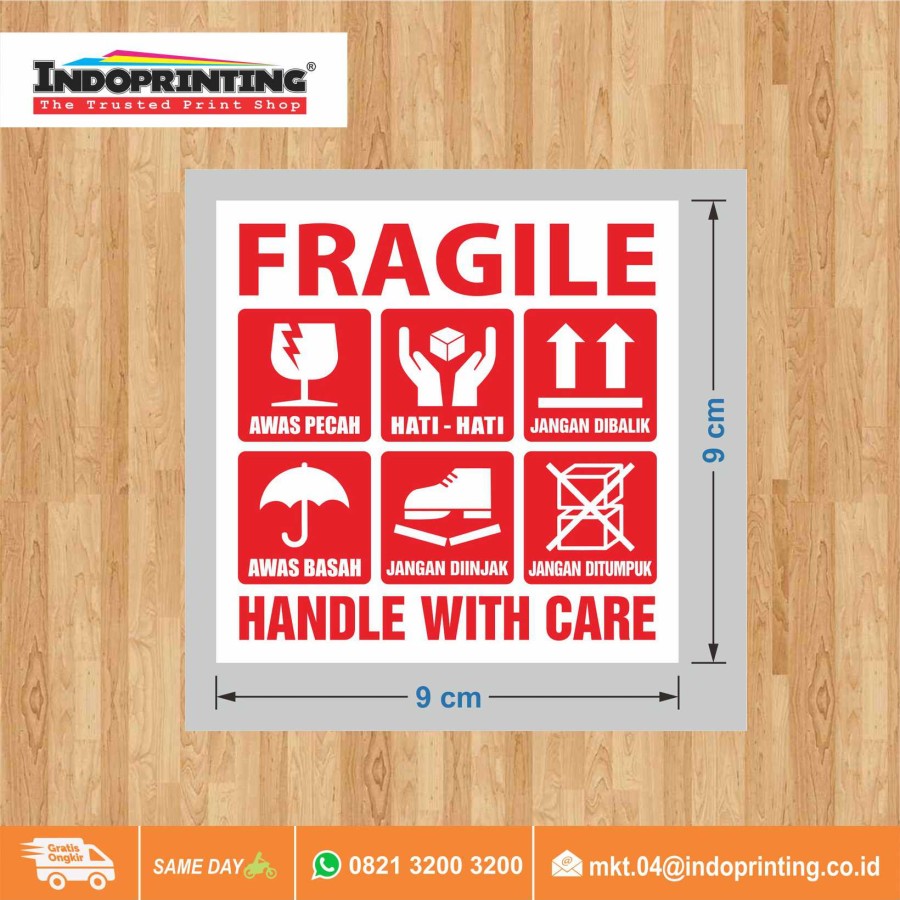 INDOPRINTING®
The Trusted Print Shop
FRAGILE
AWAS PECAH
HATI - HATI
JANGAN DIBALIK
AWAS BASAH
JANGAN DIINJAK
JANGAN DITUMPUK
HANDLE WITH CARE
9 cm
9 cm
Gratis
Ongkir
SAME DAY
0821 3200 3200
mkt.04@indoprinting.co.id